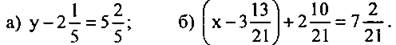 а) y − 2 1/5 = 5 2/5; б) (x − 3 13/21) + 2 10/21 = 7 2/21.